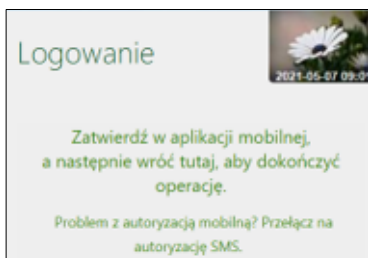 Logowanie
2021-05-07 09:05
Zatwierdź w aplikacji mobilnej,
a następnie wróć tutaj, aby dokończyć
operację.
Problem z autoryzacją mobilną? Przełącz na
autoryzację SMS.